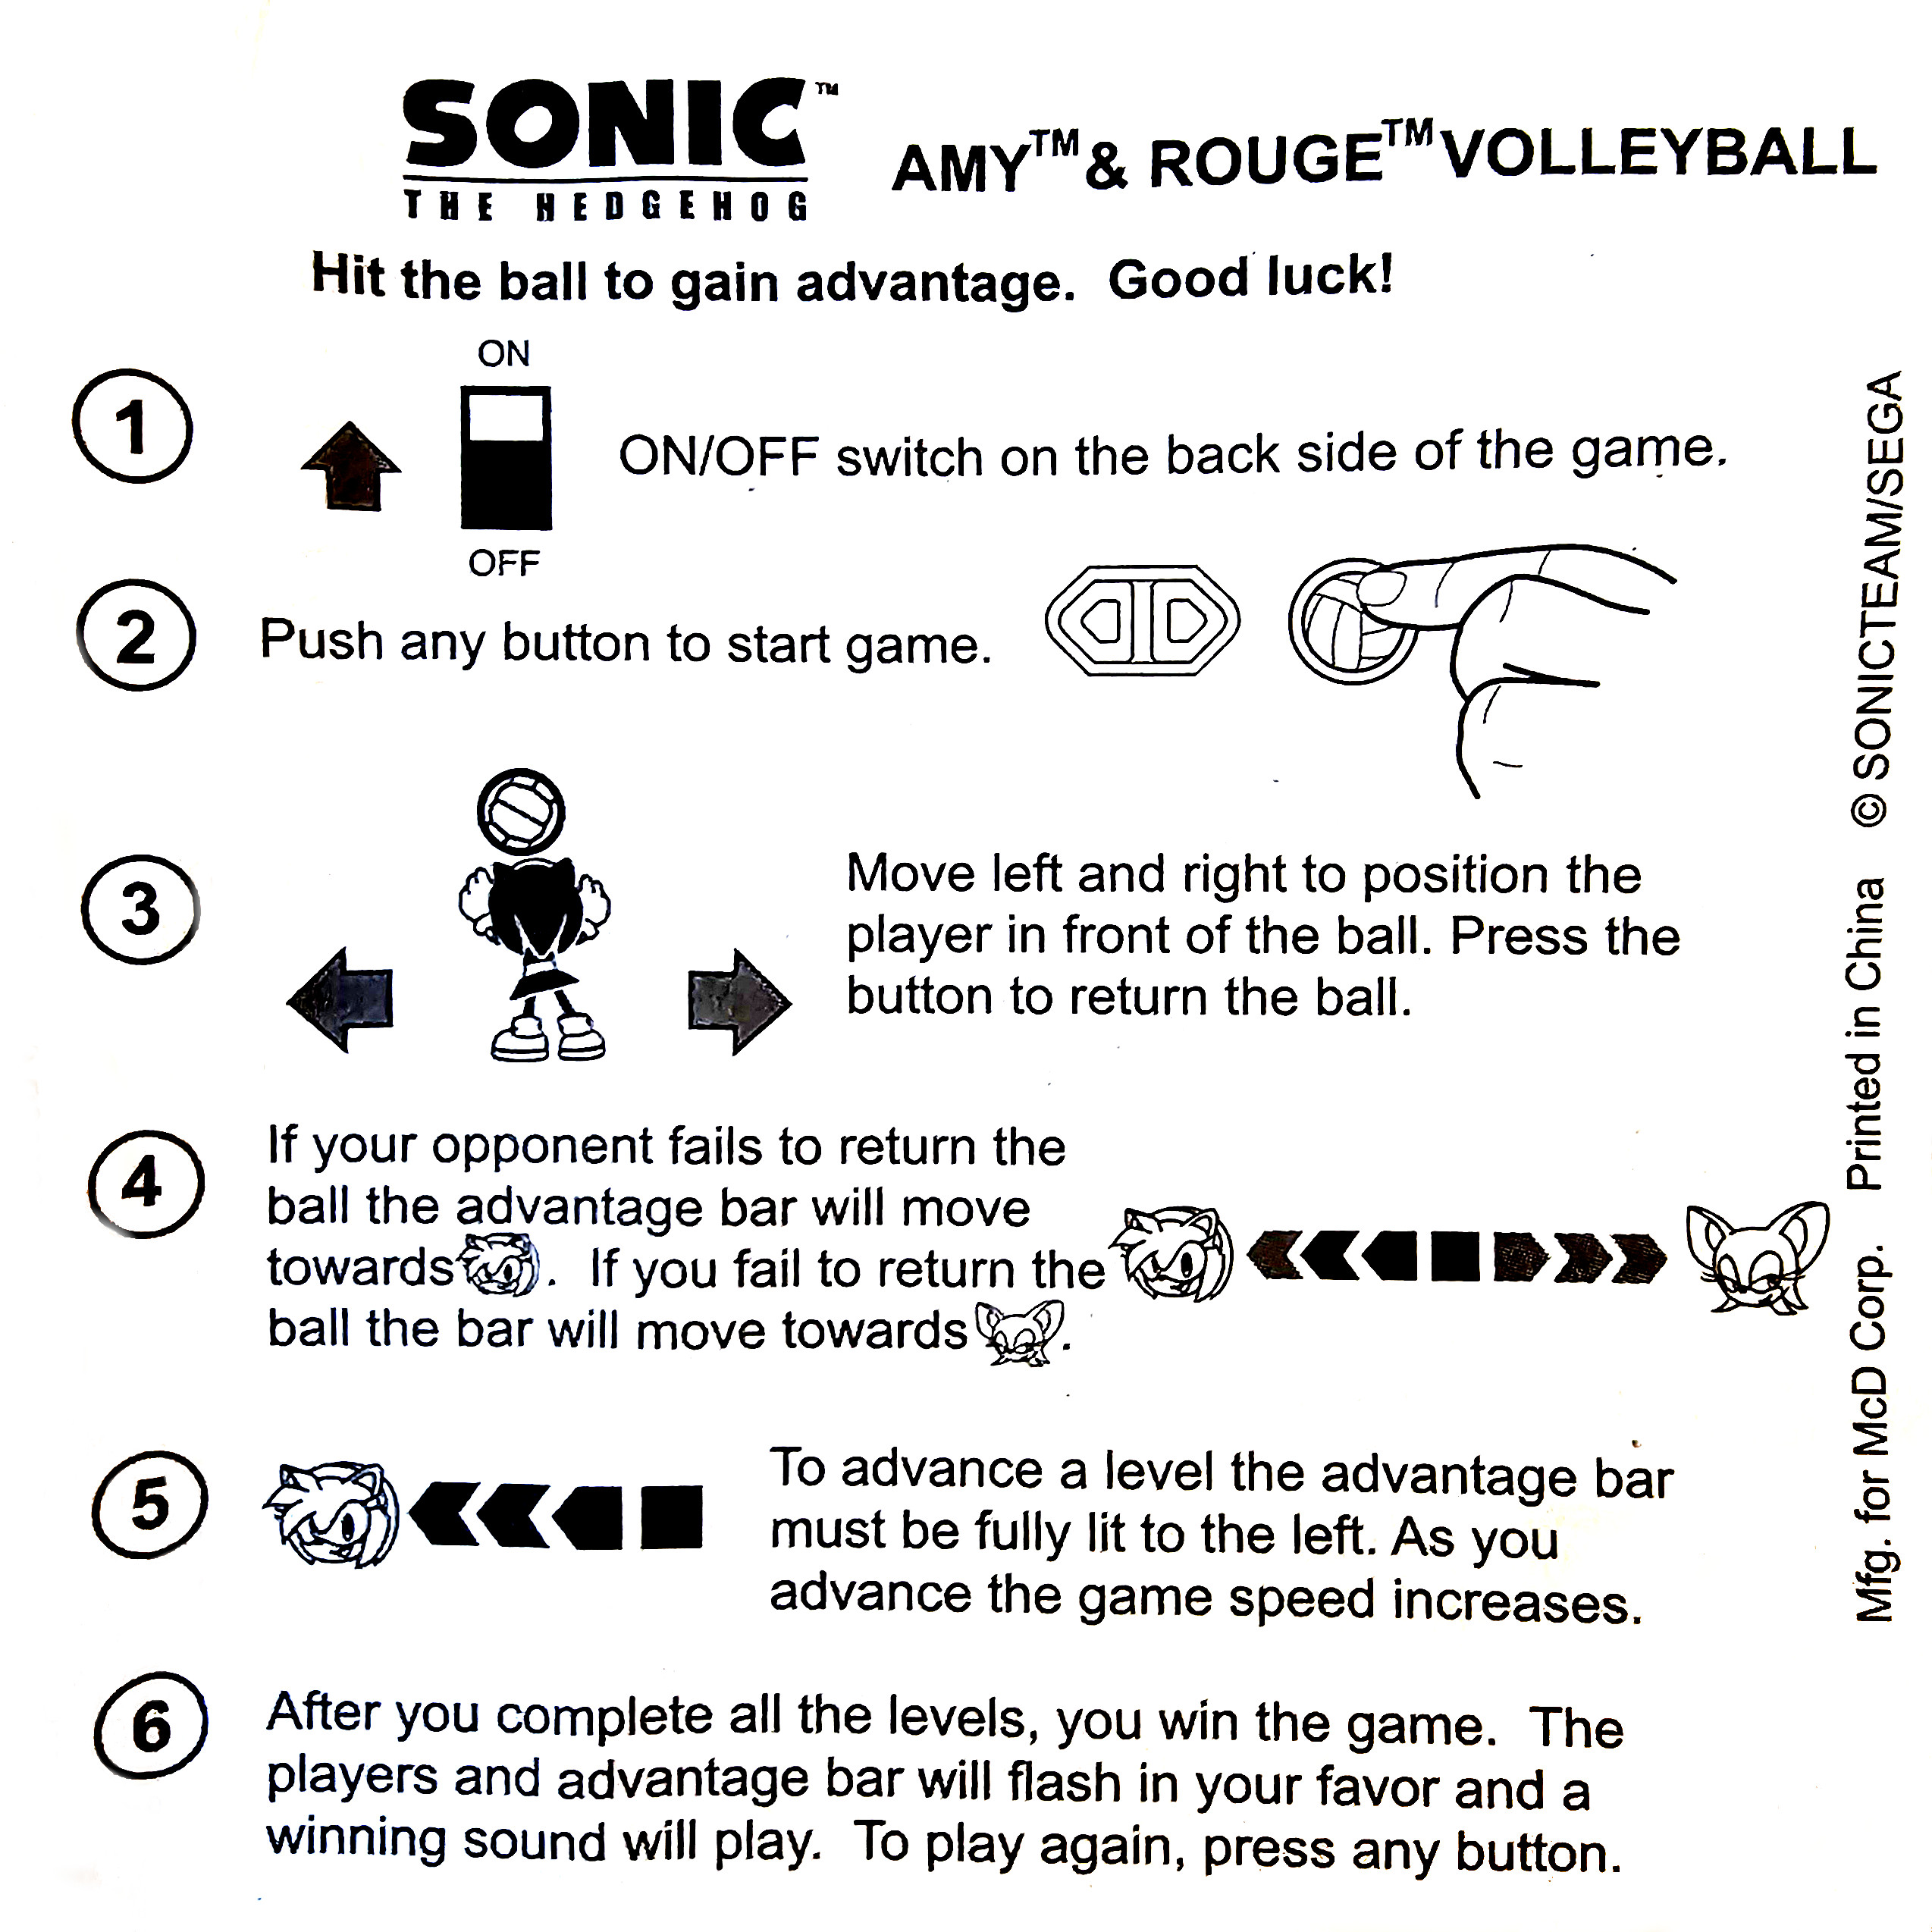 SONIC™
THE HEDGEHOG
AMY™ & ROUGE™ VOLLEYBALL
Hit the ball to gain advantage. Good luck!
1
ON
OFF
ON/OFF switch on the back side of the game.
2
Push any button to start game.
3
Move left and right to position the
player in front of the ball. Press the
button to return the ball.
4
If your opponent fails to return the
ball the advantage bar will move
towards . If you fail to return the
ball the bar will move towards .
5
To advance a level the advantage bar
must be fully lit to the left. As you
advance the game speed increases.
6
After you complete all the levels, you win the game. The
players and advantage bar will flash in your favor and a
winning sound will play. To play again, press any button.
Mfg. for McD Corp. Printed in China © SONICTEAM/SEGA